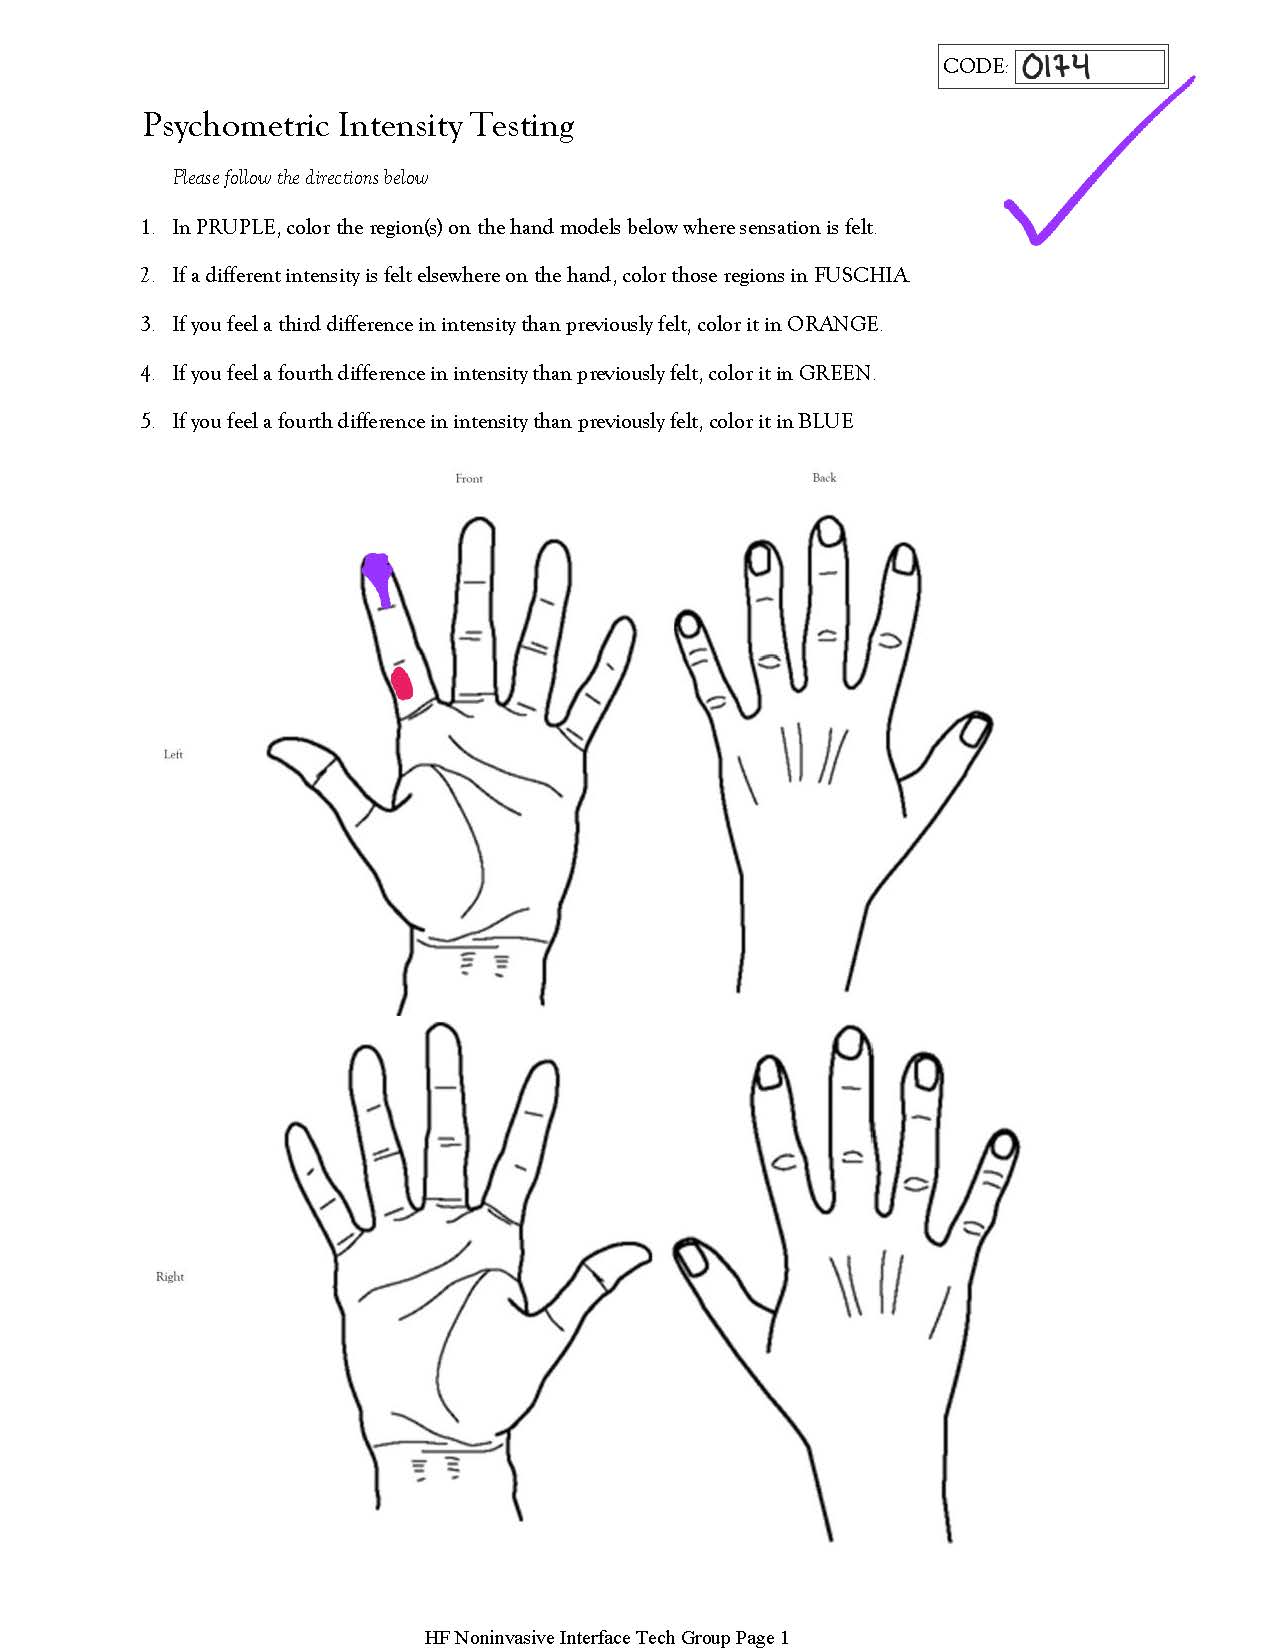 CODE: 0174
Psychometric Intensity Testing
Please follow the directions below
1. In PRUPLE, color the region(s) on the hand models below where sensation is felt.
2. If a different intensity is felt elsewhere on the hand, color those regions in FUSCHIA
3. If you feel a third difference in intensity than previously felt, color it in ORANGE.
4. If you feel a fourth difference in intensity than previously felt, color it in GREEN.
5. If you feel a fourth difference in intensity than previously felt, color it in BLUE
Front Back
Left
Right
HF Noninvasive Interface Tech Group Page 1